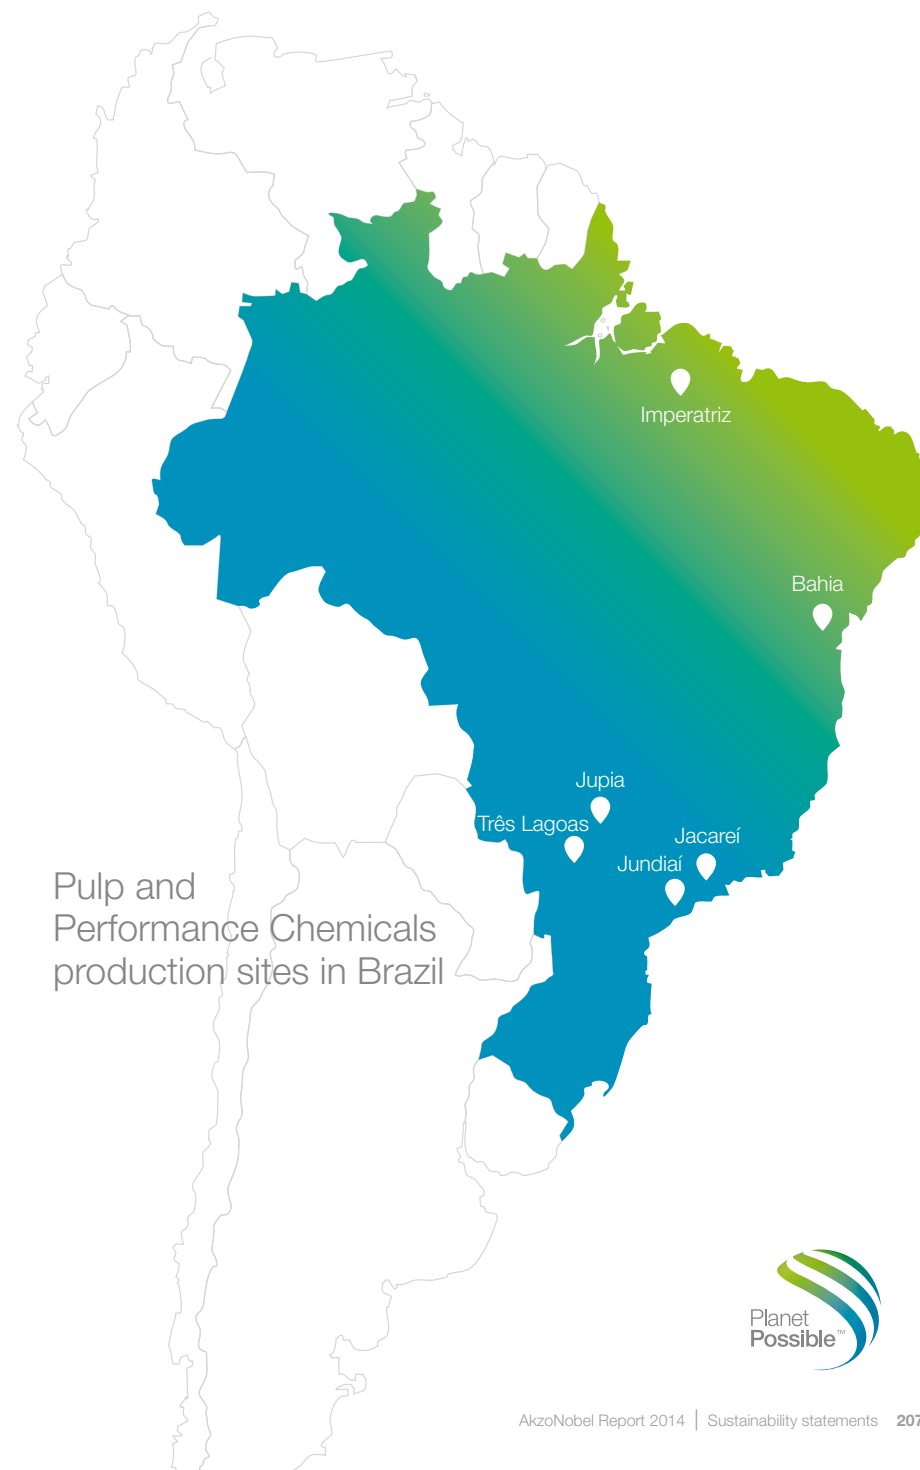 Imperatriz
Bahia
Jupia
Três Lagoas
Jacareí
Jundiaí
Pulp and
Performance Chemicals
production sites in Brazil
Planet
Possible™
AkzoNobel Report 2014 | Sustainability statements 207